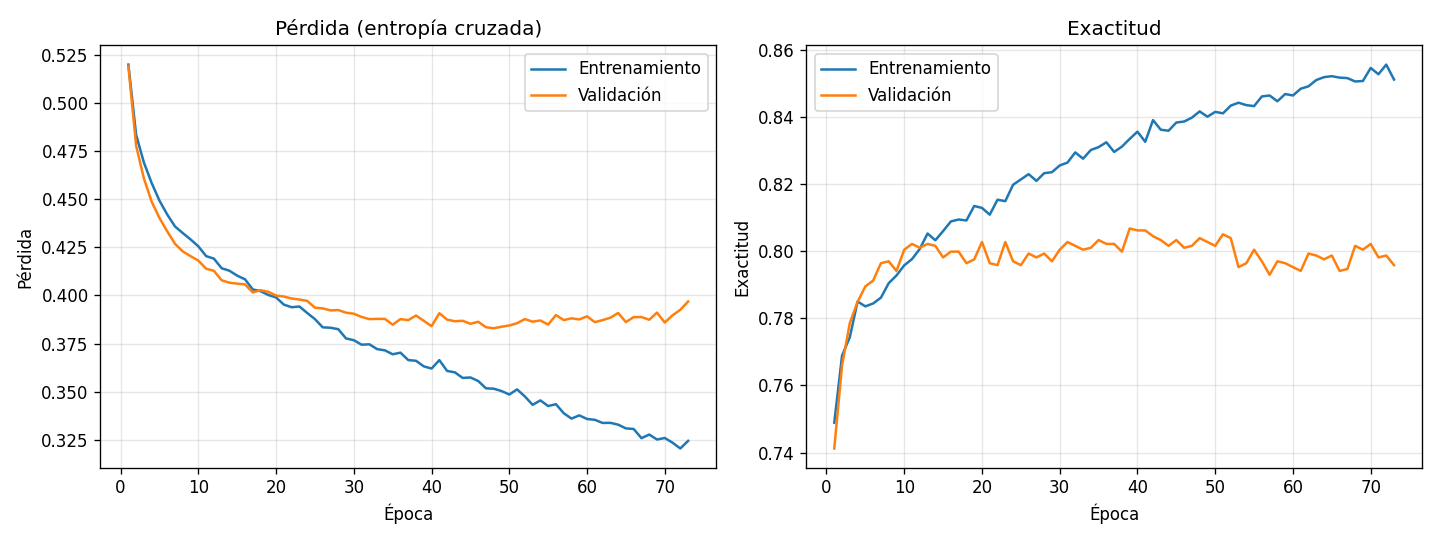 Pérdida (entropía cruzada)
0.525
0.500
0.475
0.450
0.425
0.400
0.375
0.350
0.325
Pérdida
Entrenamiento
Validación
0 10 20 30 40 50 60 70
Época
Exactitud
0.86
0.84
0.82
0.80
0.78
0.76
0.74
Exactitud
Entrenamiento
Validación
0 10 20 30 40 50 60 70
Época